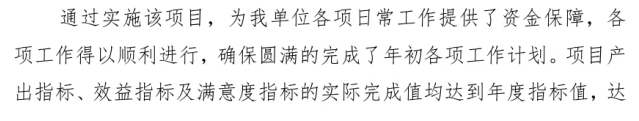 通过实施该项目，为我单位各项日常工作提供了资金保障，各
项工作得以顺利进行，确保圆满的完成了年初各项工作计划。项目产
出指标、效益指标及满意度指标的实际完成值均达到年度指标值，达